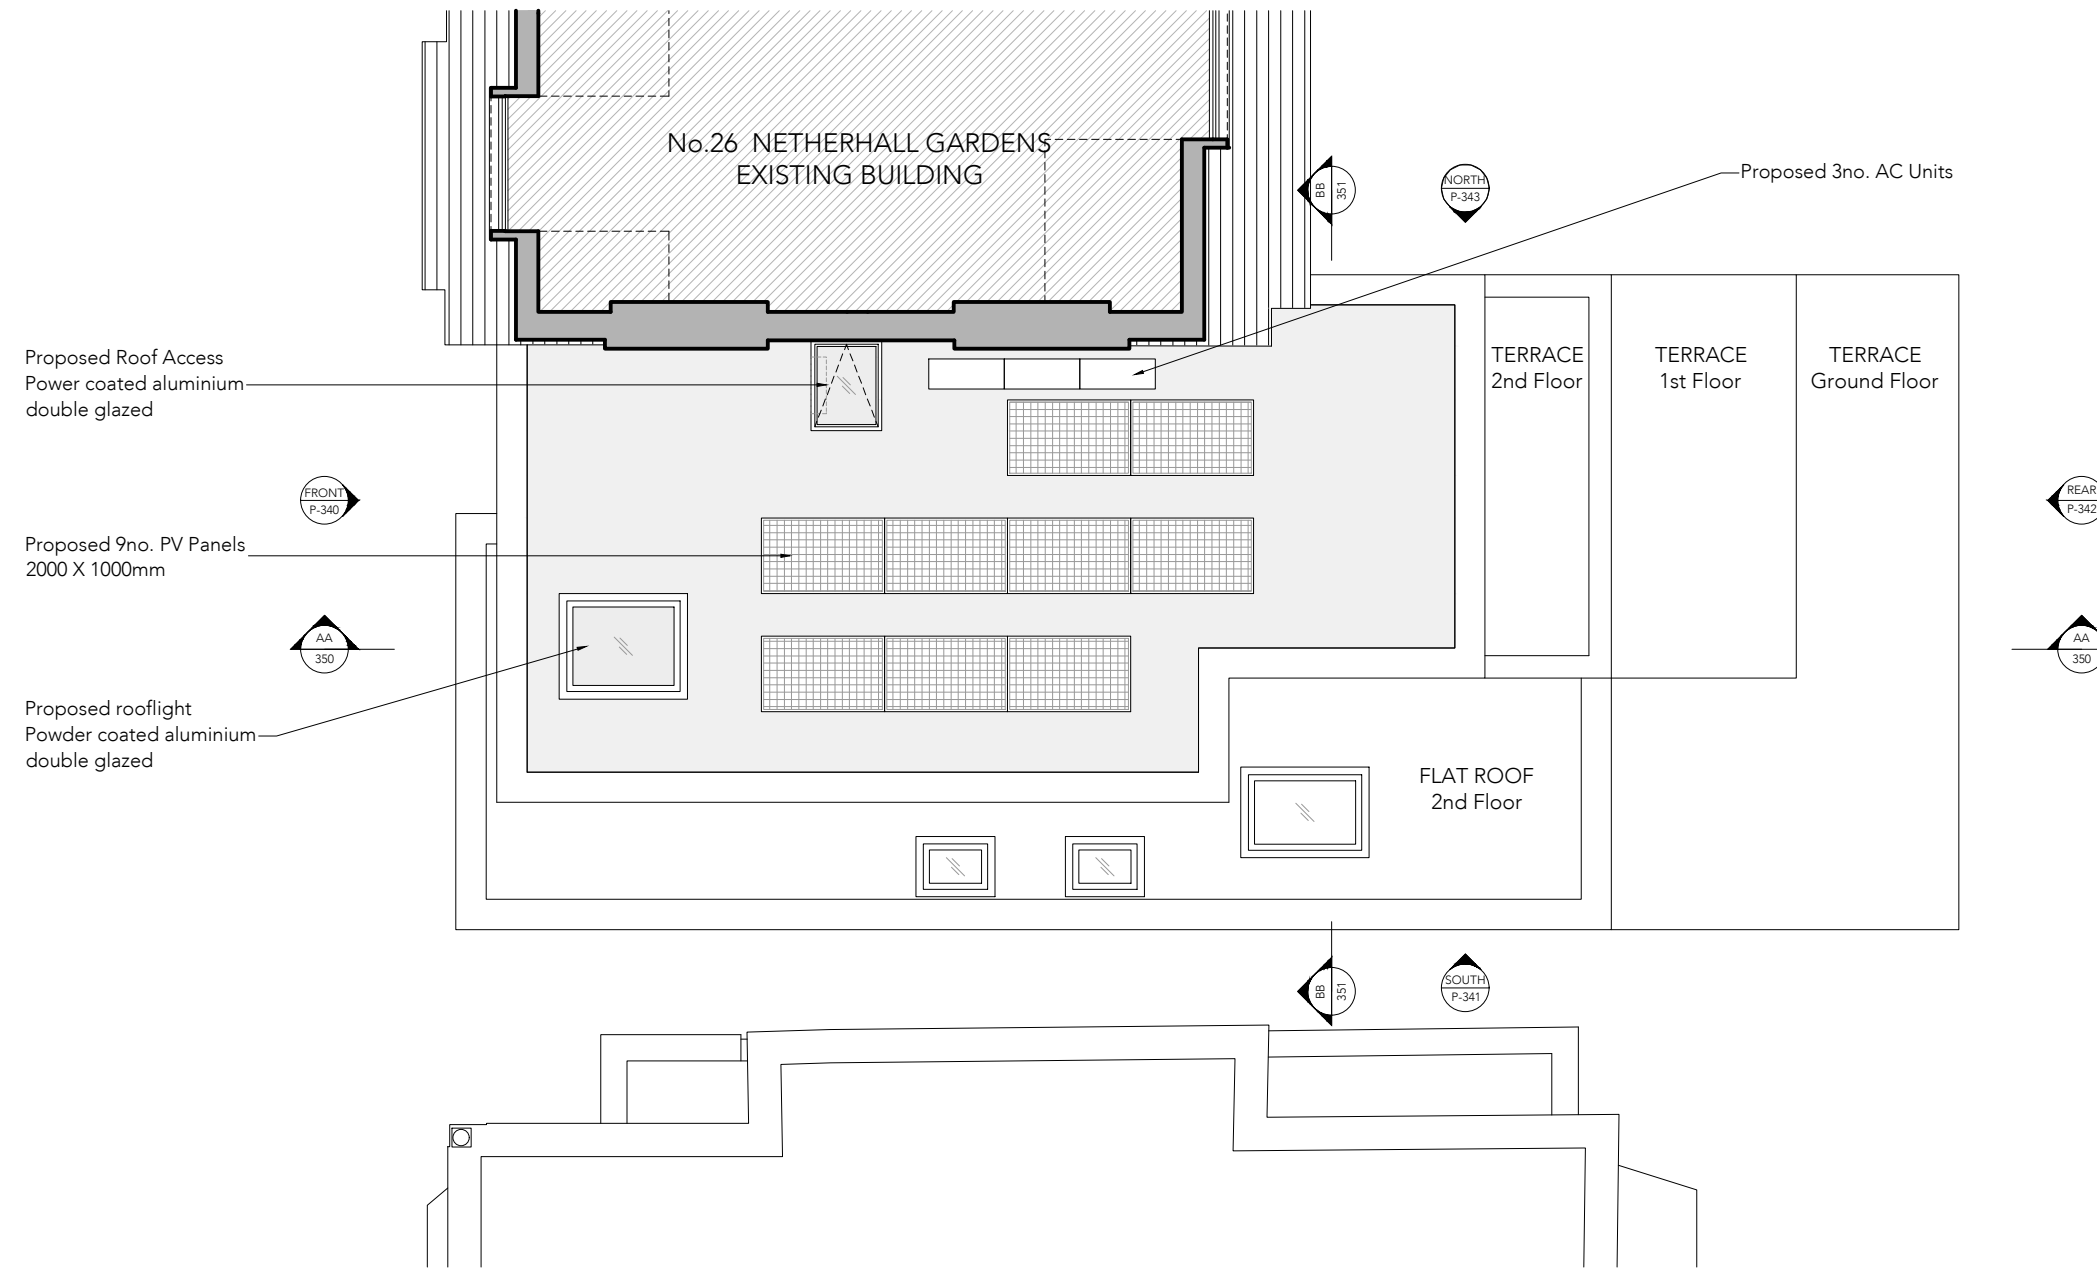 No.26 NETHERHALL GARDENS
EXISTING BUILDING
BB
351
NORTH
P-343
Proposed 3no. AC Units
Proposed Roof Access
Power coated aluminium
double glazed
TERRACE
2nd Floor
TERRACE
1st Floor
TERRACE
Ground Floor
FRONT
P-340
REAR
P-342
Proposed 9no. PV Panels
2000 X 1000mm
AA
350
AA
350
Proposed rooflight
Powder coated aluminium
double glazed
FLAT ROOF
2nd Floor
BB
351
SOUTH
P-341